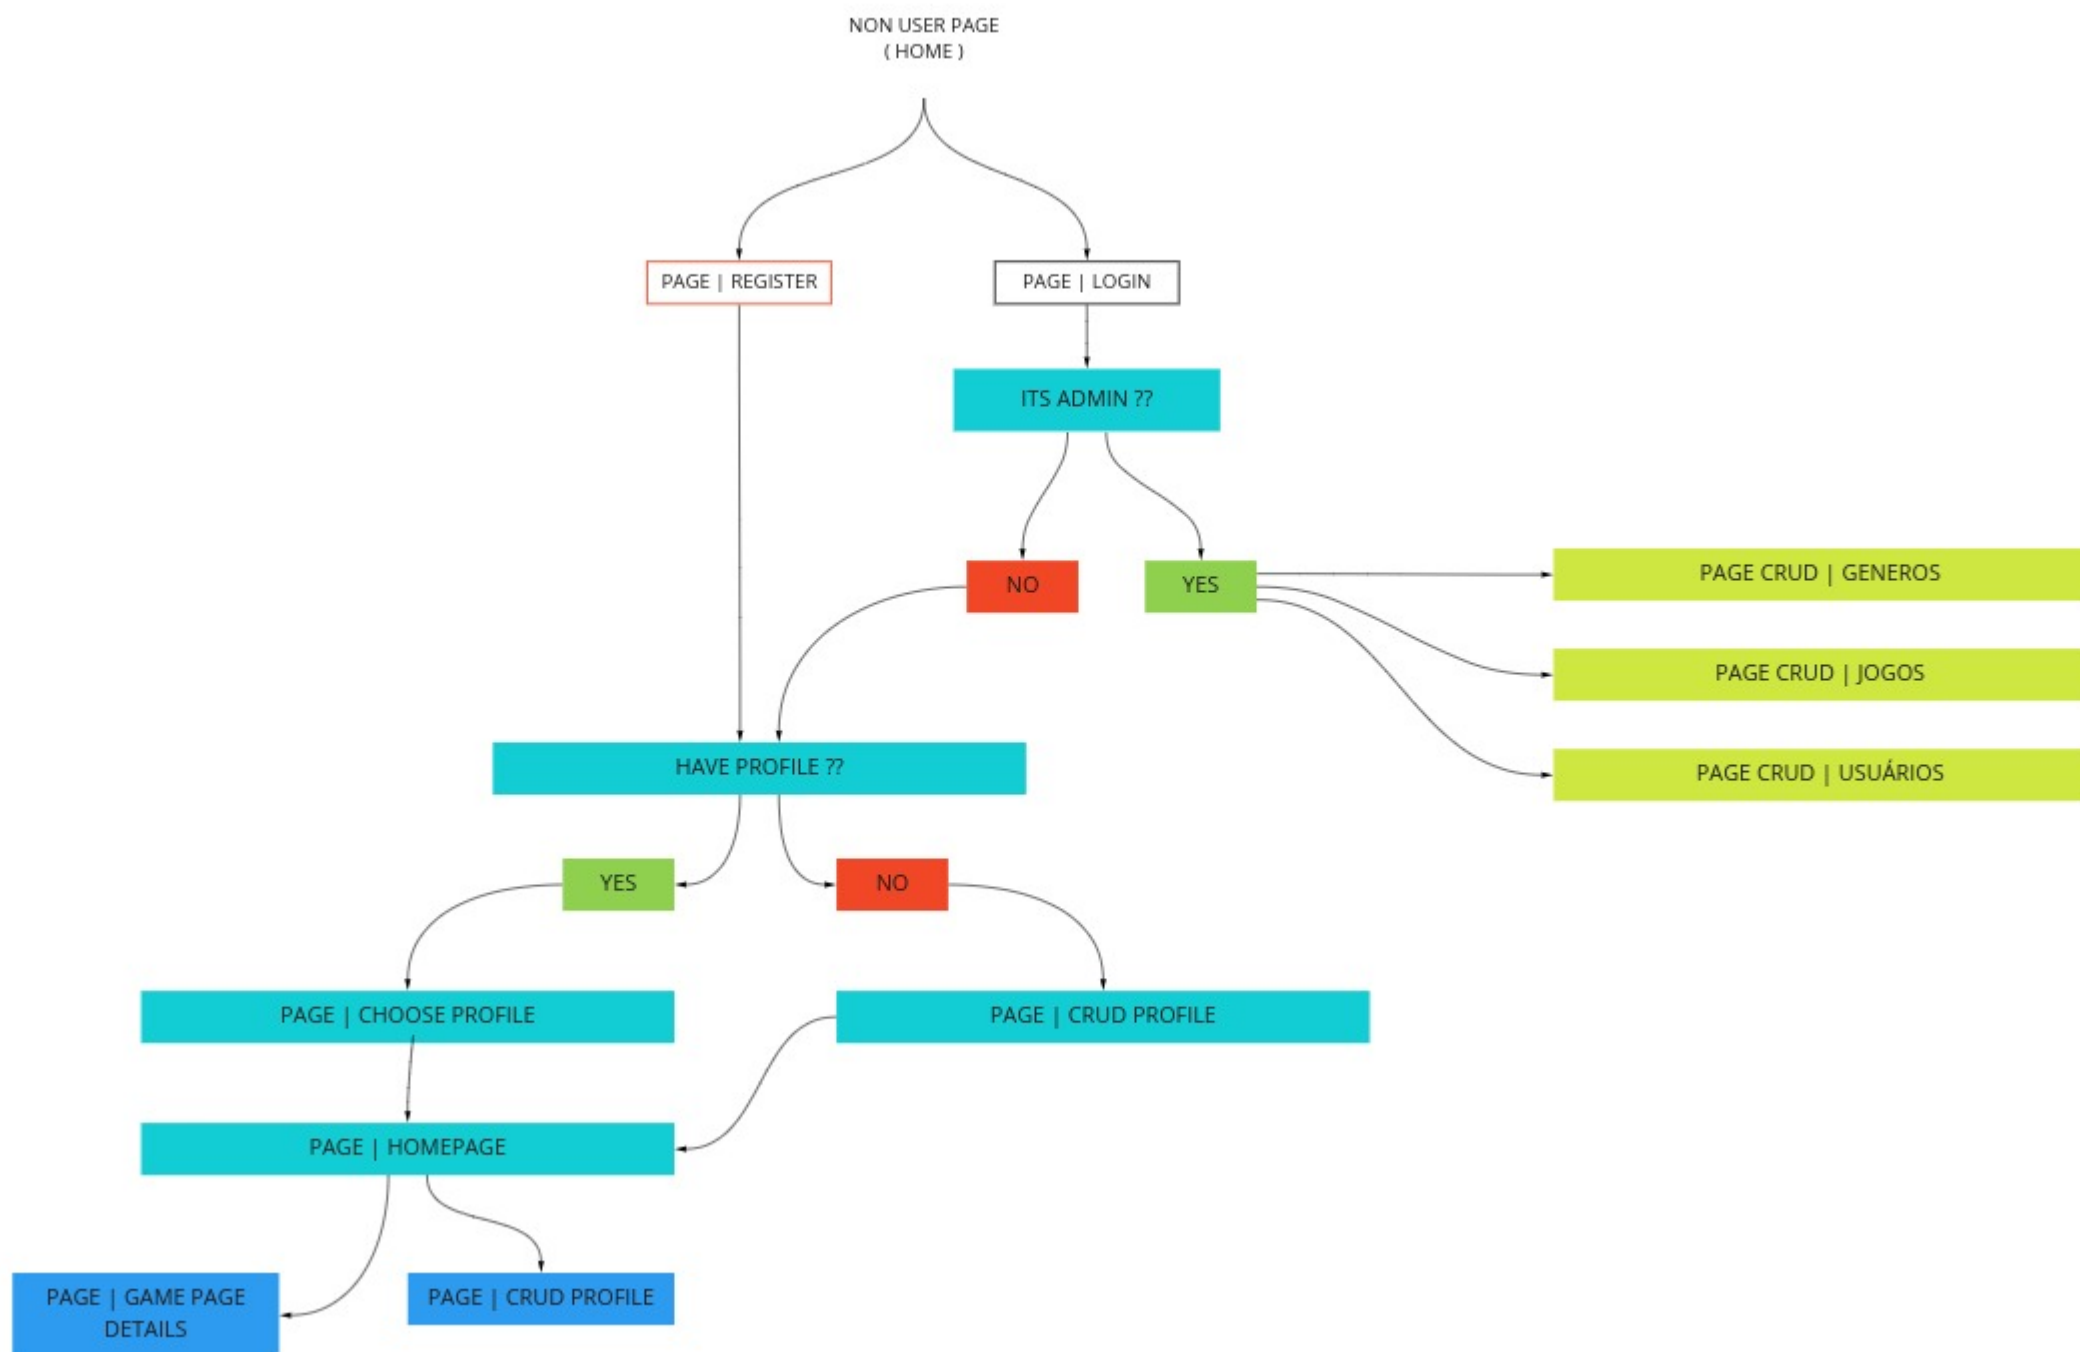 NON USER PAGE
( HOME )
PAGE | REGISTER
PAGE | LOGIN
ITS ADMIN ??
NO
YES
PAGE CRUD | GENEROS
PAGE CRUD | JOGOS
PAGE CRUD | USUÁRIOS
HAVE PROFILE ??
YES
NO
PAGE | CHOOSE PROFILE
PAGE | CRUD PROFILE
PAGE | HOMEPAGE
PAGE | GAME PAGE
DETAILS
PAGE | CRUD PROFILE